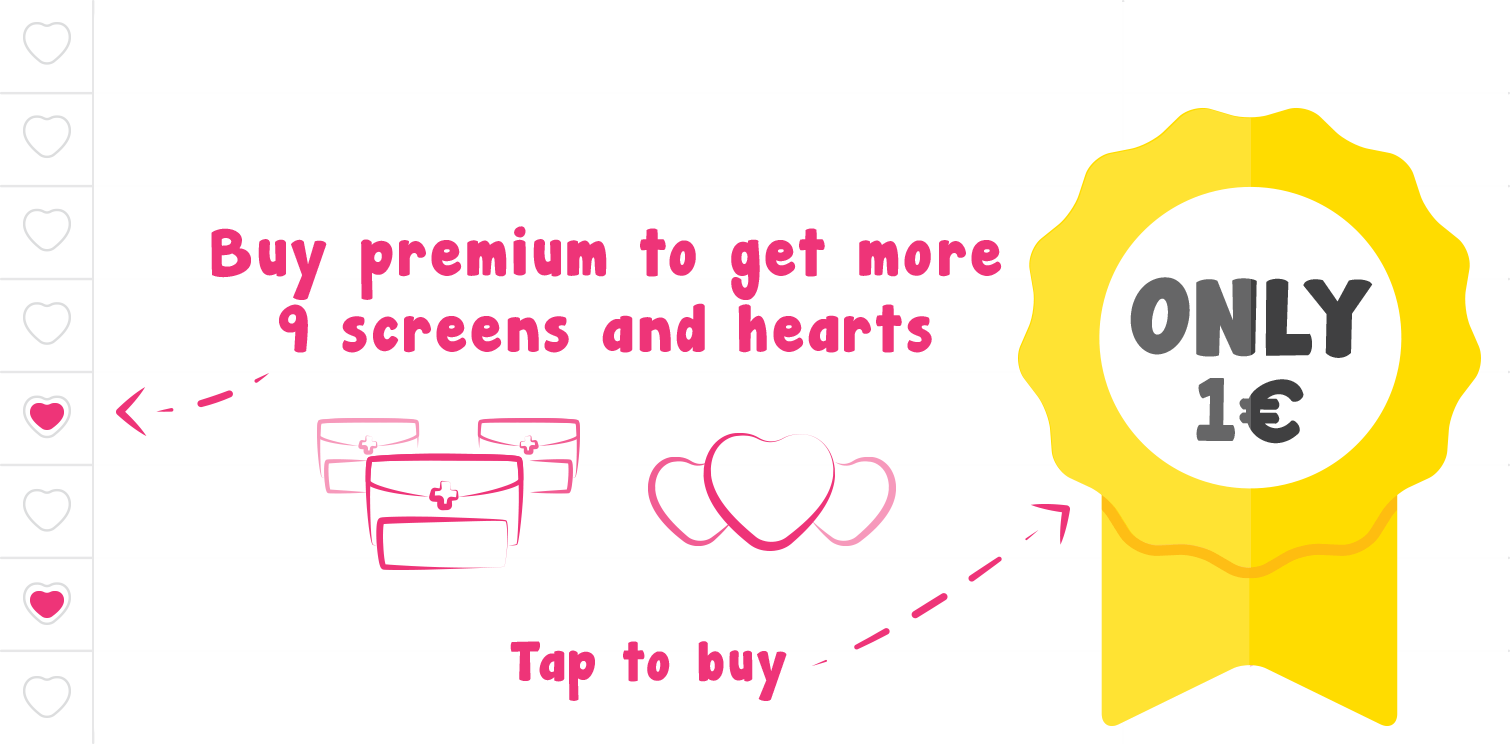 Buy premium to get more
9 screens and hearts
ONLY
1€
Tap to buy